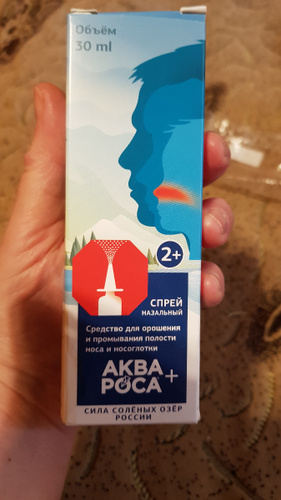 Объём
30 ml
2+
СПРЕЙ
НАЗАЛЬНЫЙ
Средство для орошения
и промывания полости
носа и носоглотки
АКВА
РОСА+
СИЛА СОЛЁНЫХ ОЗЁР
РОССИИ